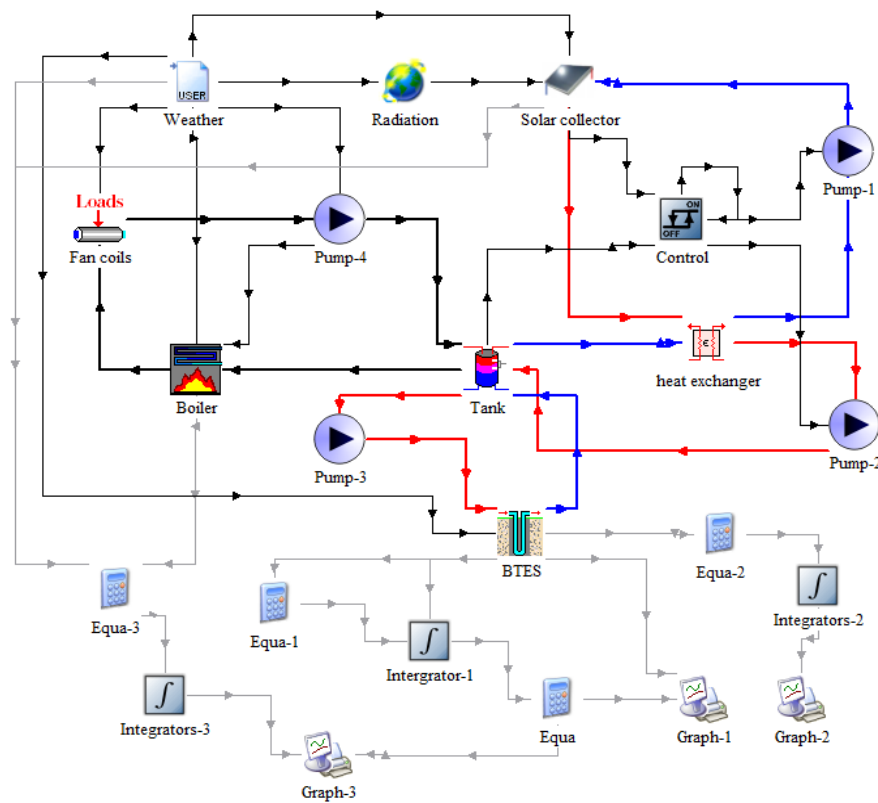 USER
Weather
Radiation
Solar collector
Pump-1
Loads
Fan coils
Pump-4
ON
OFF
Control
Boiler
Tank
ε
heat exchanger
Pump-3
Pump-2
BTES
Equa-2
Equa-3
Equa-1
∫
Integrators-2
∫
Intergrator-1
∫
Integrators-3
Equa
Graph-1
Graph-2
Graph-3